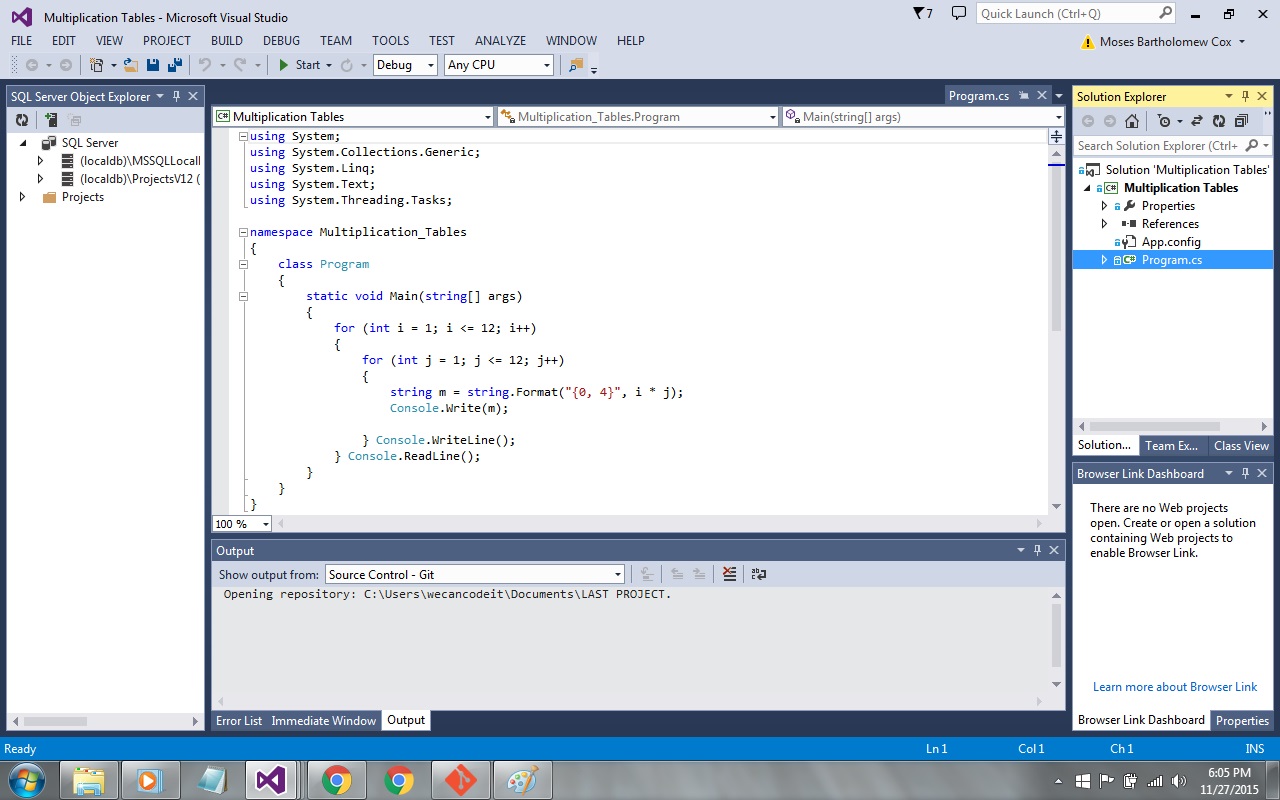 Multiplication Tables - Microsoft Visual Studio
7
Quick Launch (Ctrl+Q)
FILE EDIT VIEW PROJECT BUILD DEBUG TEAM TOOLS TEST ANALYZE WINDOW HELP
Moses Bartholomew Cox
Start Debug Any CPU
SQL Server Object Explorer
SQL Server
(localdb)\MSSQLLocall
(localdb)\ProjectsV12 (
Projects
Program.cs
C# Multiplication Tables
Multiplication_Tables.Program
Main(string[] args)
using System;
using System.Collections.Generic;
using System.Linq;
using System.Text;
using System.Threading.Tasks;
namespace Multiplication_Tables
{
class Program
{
static void Main(string[] args)
{
for (int i = 1; i <= 12; i++)
{
for (int j = 1; j <= 12; j++)
{
string m = string.Format("{0, 4}", i * j);
Console.Write(m);
} Console.WriteLine();
} Console.ReadLine();
}
}
}
100 %
Output
Show output from: Source Control - Git
Opening repository: C:\Users\wecancodeit\Documents\LAST PROJECT.
Error List Immediate Window Output
Solution Explorer
Search Solution Explorer (Ctrl+
Solution 'Multiplication Tables'
C# Multiplication Tables
Properties
References
App.config
C# Program.cs
Solution... Team Ex... Class View
Browser Link Dashboard
There are no Web projects
open. Create or open a solution
containing Web projects to
enable Browser Link.
Learn more about Browser Link
Browser Link Dashboard Properties
Ready Ln 1 Col 1 Ch 1 INS
6:05 PM
11/27/2015